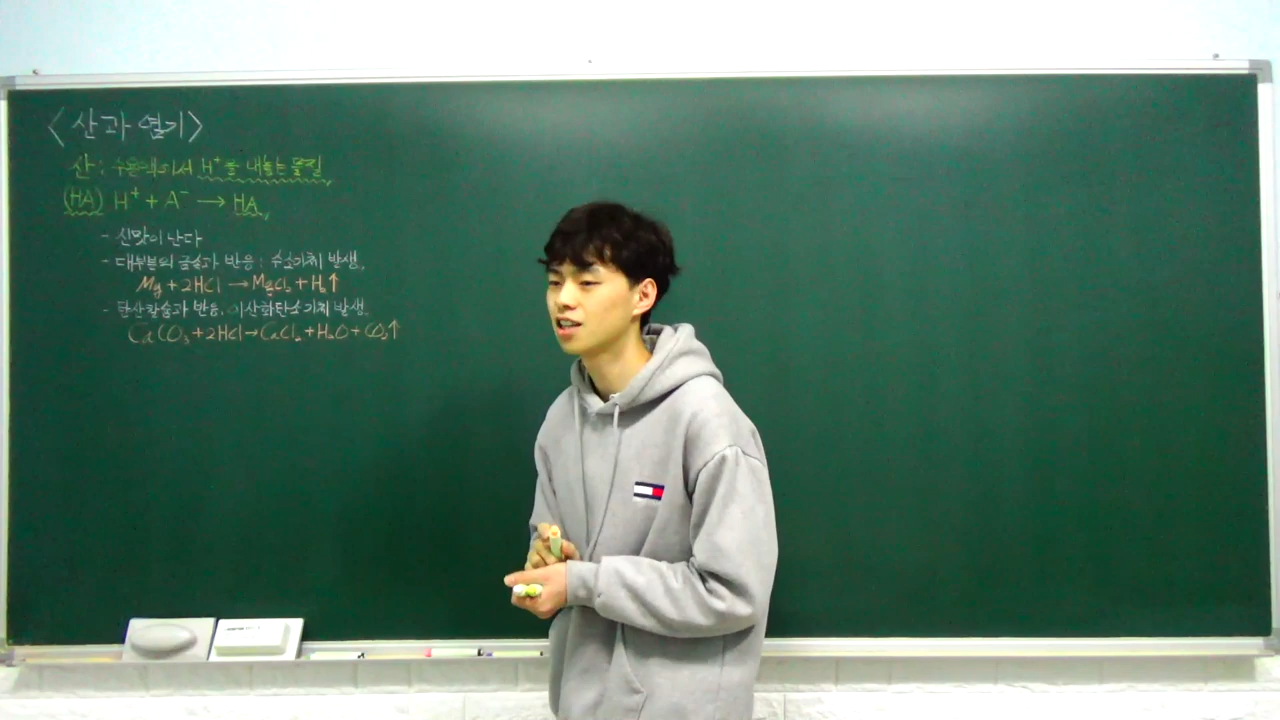 〈산과 염기〉
산: 수용액에서 H⁺를 내놓는 물질
(HA) H⁺ + A⁻ → HA
- 신맛이 난다
- 대부분의 금속과 반응: 수소기체 발생.
Mg + 2HCl → MgCl₂ + H₂↑
- 탄산칼슘과 반응: 이산화탄소 기체 발생.
CaCO₃ + 2HCl → CaCl₂ + H₂O + CO₂↑